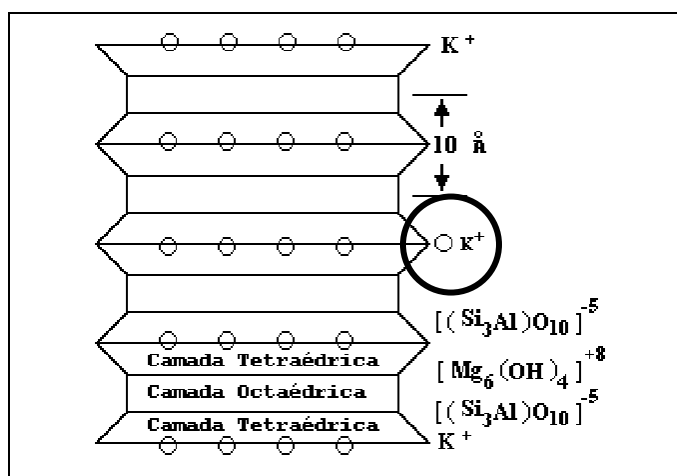 K⁺
10 Å
K⁺
[(Si₃Al)O₁₀]⁻⁵
Camada Tetraédrica
[Mg₆(OH)₄]⁺⁸
Camada Octaédrica
[(Si₃Al)O₁₀]⁻⁵
Camada Tetraédrica
K⁺